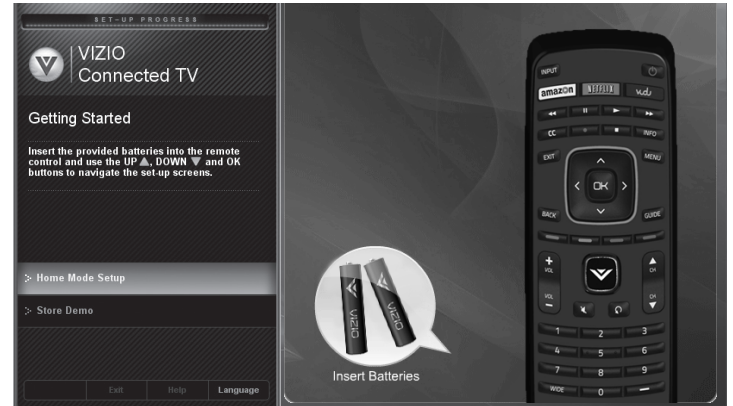 SET-UP PROGRESS
VIZIO
Connected TV
Getting Started
Insert the provided batteries into the remote
control and use the UP ▲, DOWN ▼ and OK
buttons to navigate the set-up screens.
> Home Mode Setup
> Store Demo
Exit Help Language
VIZIO VIZIO
Insert Batteries
INPUT
amazon NETFLIX vudu
CC INFO
EXIT MENU
OK
BACK GUIDE
+ VOL CH
VOL - CH
1 2 3
4 5 6
7 8 9
WIDE 0 —